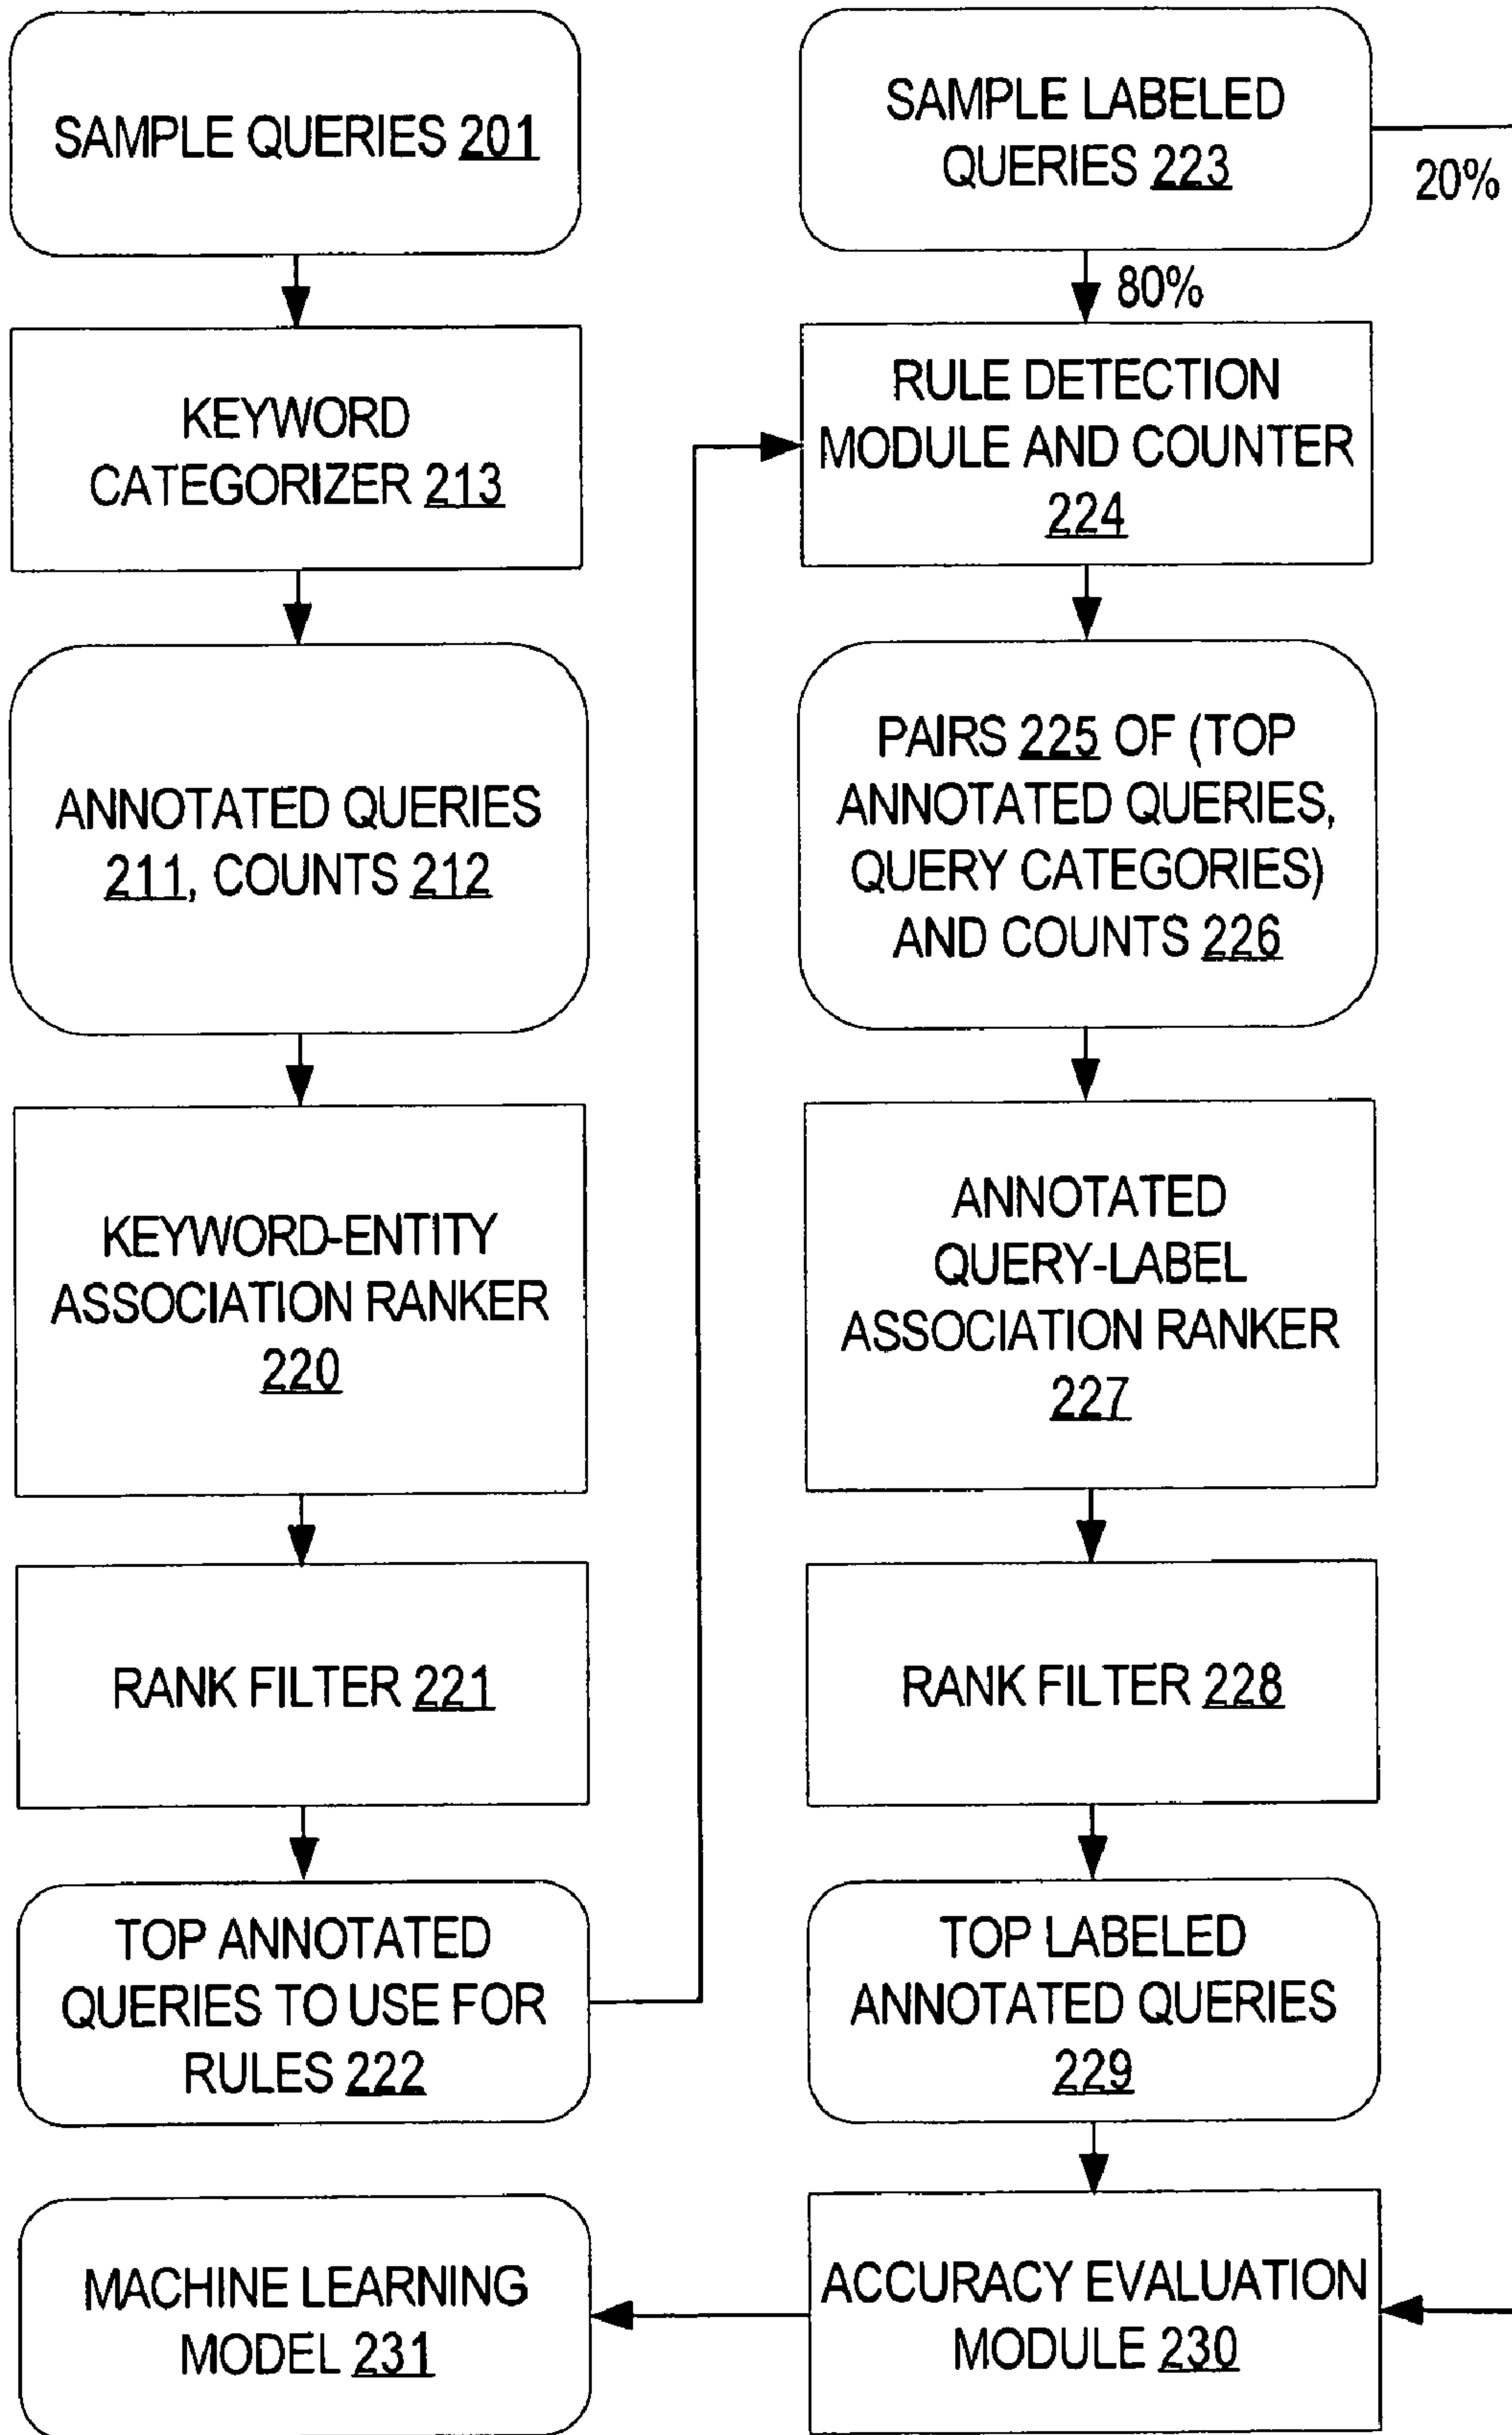 SAMPLE QUERIES 201
KEYWORD
CATEGORIZER 213
ANNOTATED QUERIES
211, COUNTS 212
KEYWORD-ENTITY
ASSOCIATION RANKER
220
RANK FILTER 221
TOP ANNOTATED
QUERIES TO USE FOR
RULES 222
SAMPLE LABELED
QUERIES 223
20%
80%
RULE DETECTION
MODULE AND COUNTER
224
PAIRS 225 OF (TOP
ANNOTATED QUERIES,
QUERY CATEGORIES)
AND COUNTS 226
ANNOTATED
QUERY-LABEL
ASSOCIATION RANKER
227
RANK FILTER 228
TOP LABELED
ANNOTATED QUERIES
229
ACCURACY EVALUATION
MODULE 230
MACHINE LEARNING
MODEL 231